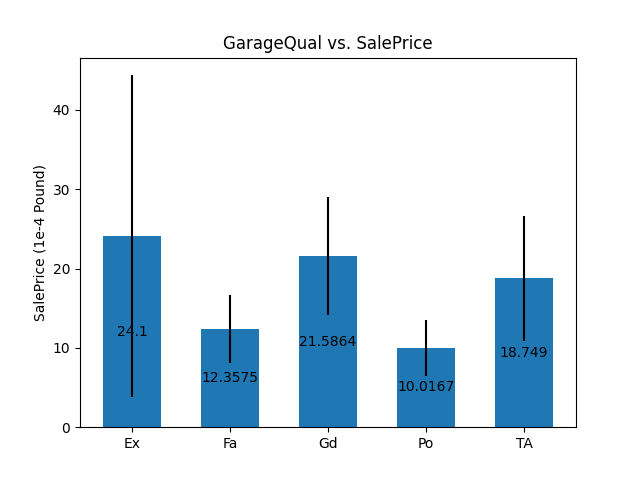 GarageQual vs. SalePrice
SalePrice (1e-4 Pound)
40
30
20
10
0
24.1
12.3575
21.5864
10.0167
18.749
Ex
Fa
Gd
Po
TA